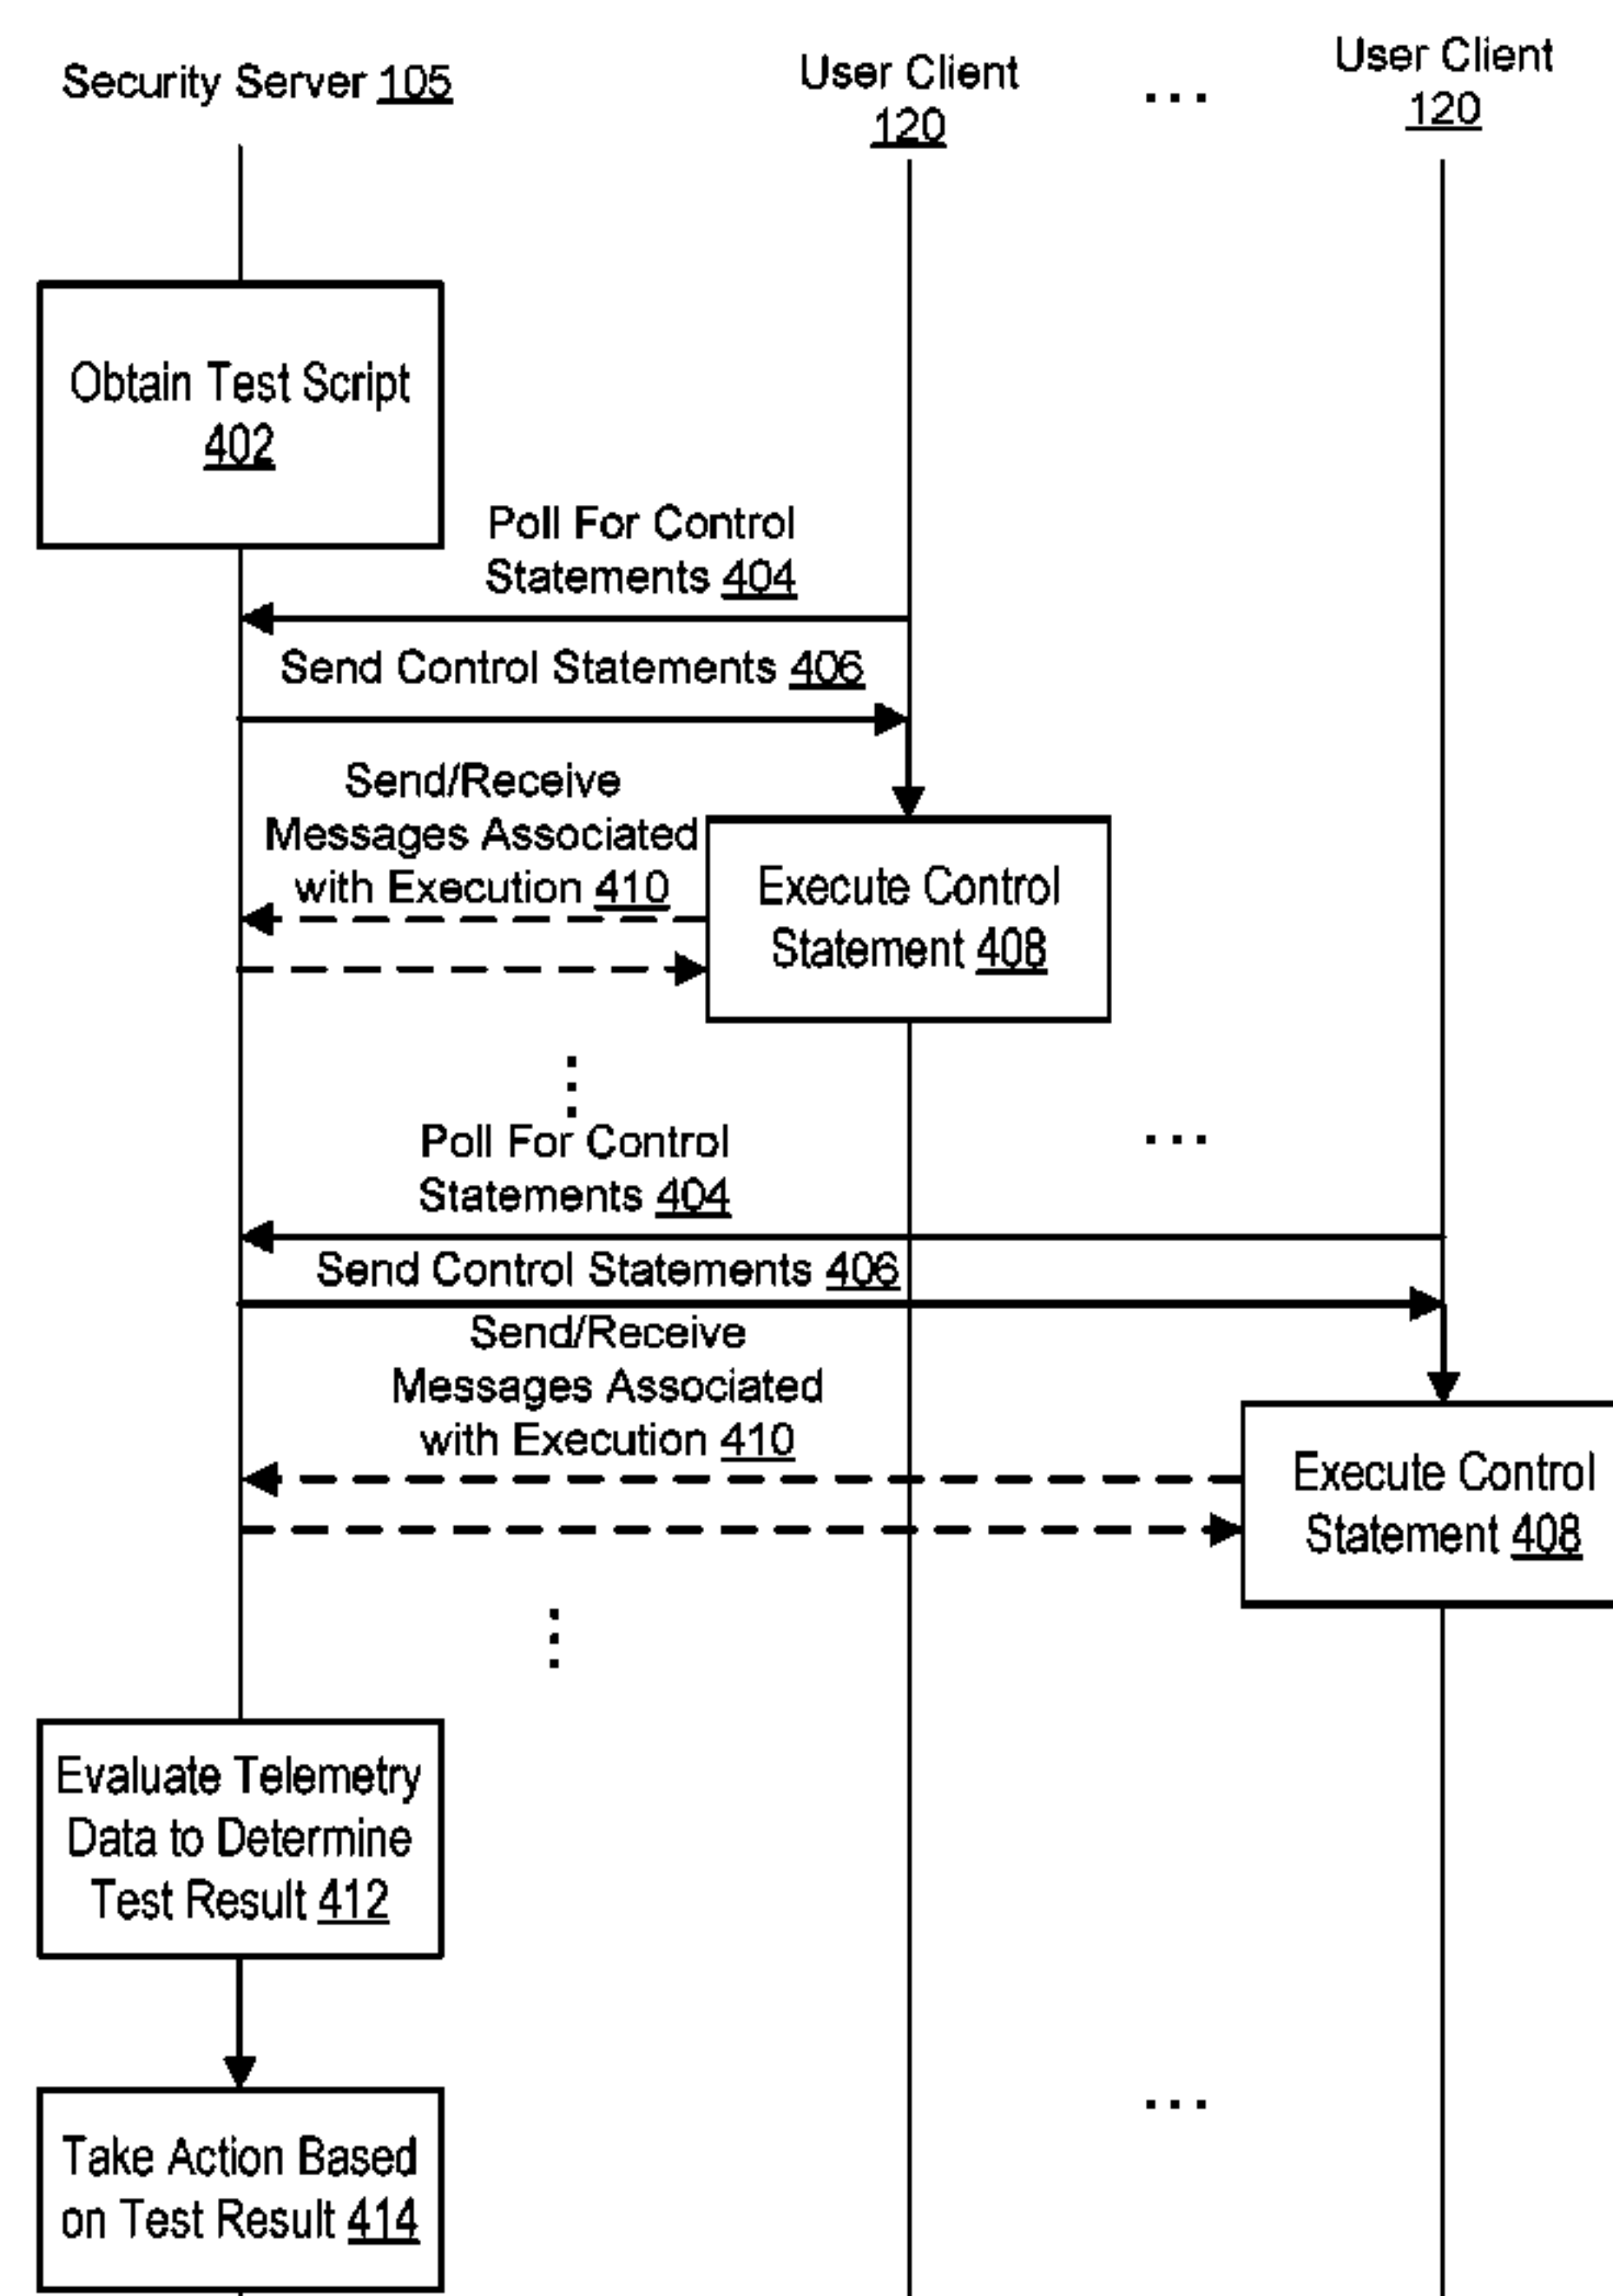 Security Server 105
User Client
120
...
User Client
120
Obtain Test Script
402
Poll For Control
Statements 404
Send Control Statements 406
Send/Receive
Messages Associated
with Execution 410
Execute Control
Statement 408
...
Poll For Control
Statements 404
Send Control Statements 406
Send/Receive
Messages Associated
with Execution 410
Execute Control
Statement 408
Evaluate Telemetry
Data to Determine
Test Result 412
...
Take Action Based
on Test Result 414